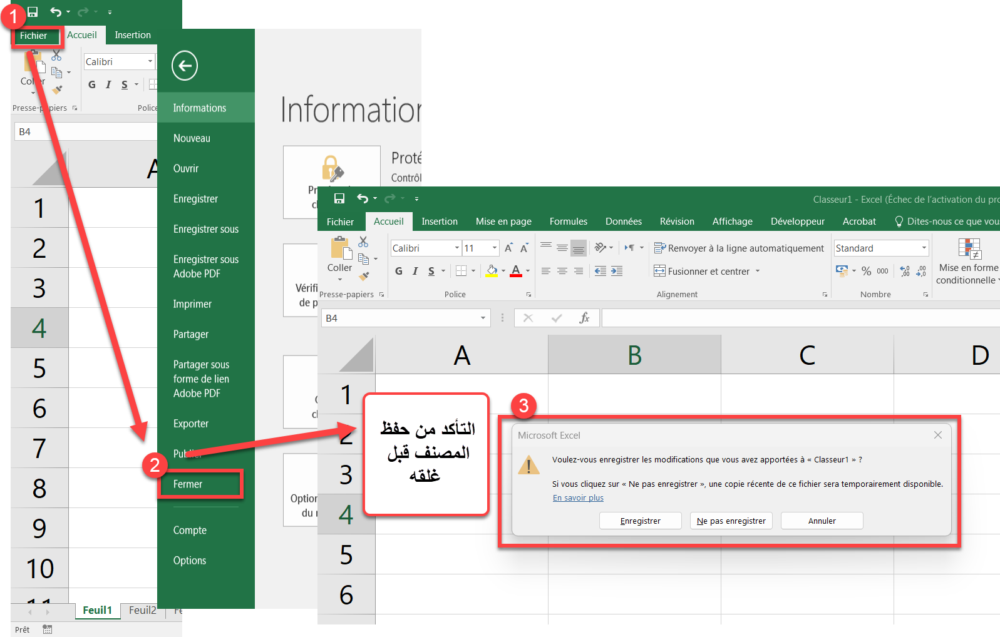 1
Fichier
Accueil
Insertion
Calibri
Coller
G I S
Presse-papiers
Police
B4
A
1
2
3
4
5
6
7
8
9
10
11
Feuil1
Feuil2
Fe
Prêt
Informations
Nouveau
Ouvrir
Enregistrer
Enregistrer sous
Enregistrer sous
Adobe PDF
Imprimer
Partager
Partager sous
forme de lien
Adobe PDF
Exporter
Publier
2
Fermer
Compte
Options
Information
Proté
Contrôl
Pr
cl
Vérifi
de p
cl
Option
du r
Classeur1 - Excel (Échec de l'activation du pro
Fichier
Accueil
Insertion
Mise en page
Formules
Données
Révision
Affichage
Développeur
Acrobat
Dites-nous ce que vous
Calibri
11
Renvoyer à la ligne automatiquement
Standard
Coller
G I S
A
Fusionner et centrer
% 000
Mise en forme
conditionnelle
Presse-papiers
Police
Alignement
Nombre
B4
fx
A
B
C
D
1
2
3
4
5
6
التأكد من حفظ
المصنف قبل
غلقه
3
Microsoft Excel
Voulez-vous enregistrer les modifications que vous avez apportées à « Classeur1 » ?
Si vous cliquez sur « Ne pas enregistrer », une copie récente de ce fichier sera temporairement disponible.
En savoir plus
Enregistrer
Ne pas enregistrer
Annuler